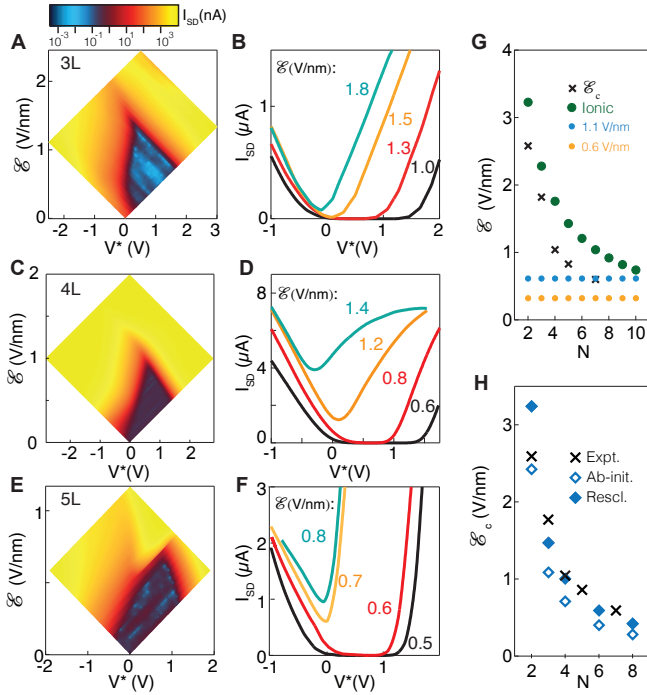 10⁻³ 10⁻¹ 10¹ 10³ I_SD(nA)
A
3L
ℰ (V/nm)
2
1
0
-2 -1 0 1 2 3
V* (V)
B
ℰ(V/nm):
1.8
1.5
1.3
1.0
I_SD (μA)
1
0
-1 0 1 2
V*(V)
C
4L
ℰ (V/nm)
2
1
0
-2 -1 0 1 2
V*(V)
D
ℰ(V/nm):
1.4
1.2
0.8
0.6
I_SD (μA)
8
4
0
-1 0 1
V*(V)
E
5L
ℰ (V/nm)
1
0
-2 -1 0 1 2
V*(V)
F
ℰ(V/nm):
0.8
0.7
0.6
0.5
I_SD (μA)
3
2
1
0
-1 0 1 2
V*(V)
G
ℰc
Ionic
1.1 V/nm
0.6 V/nm
ℰ (V/nm)
4
3
2
1
0
2 4 6 8 10
N
H
Expt.
Ab-init.
Rescl.
ℰc (V/nm)
3
2
1
0
2 4 6 8
N